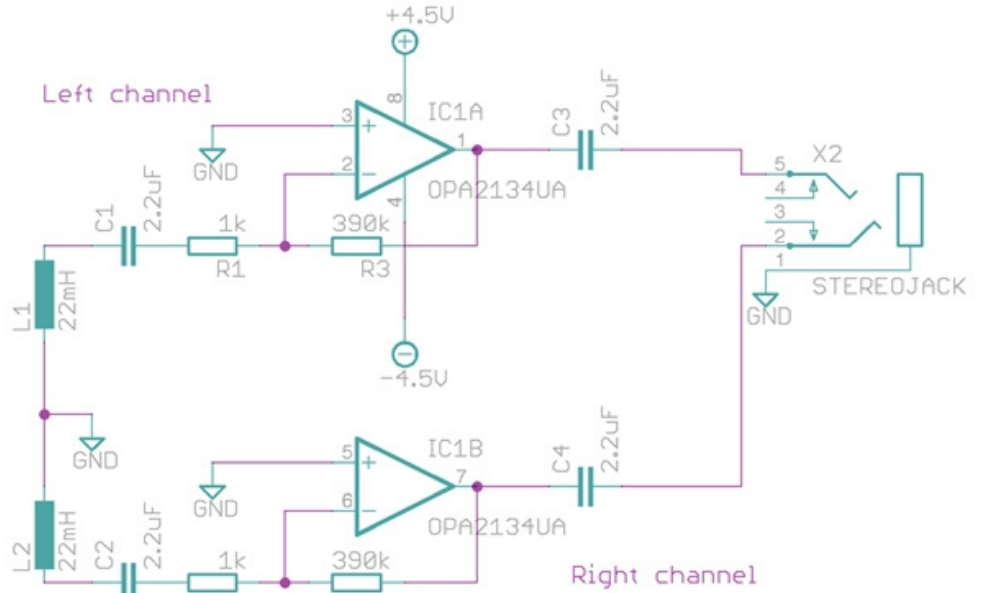 +4.5V
Left channel
8
IC1A
3
+
1
GND
2
-
OPA2134UA
4
C3
2.2uF
X2
5
4
3
2
1
STEREOJACK
GND
C1
2.2uF
1k
R1
390k
R3
L1
22mH
-4.5V
GND
5
+
IC1B
7
GND
6
-
OPA2134UA
C4
2.2uF
L2
22mH
C2
2.2uF
1k
390k
Right channel